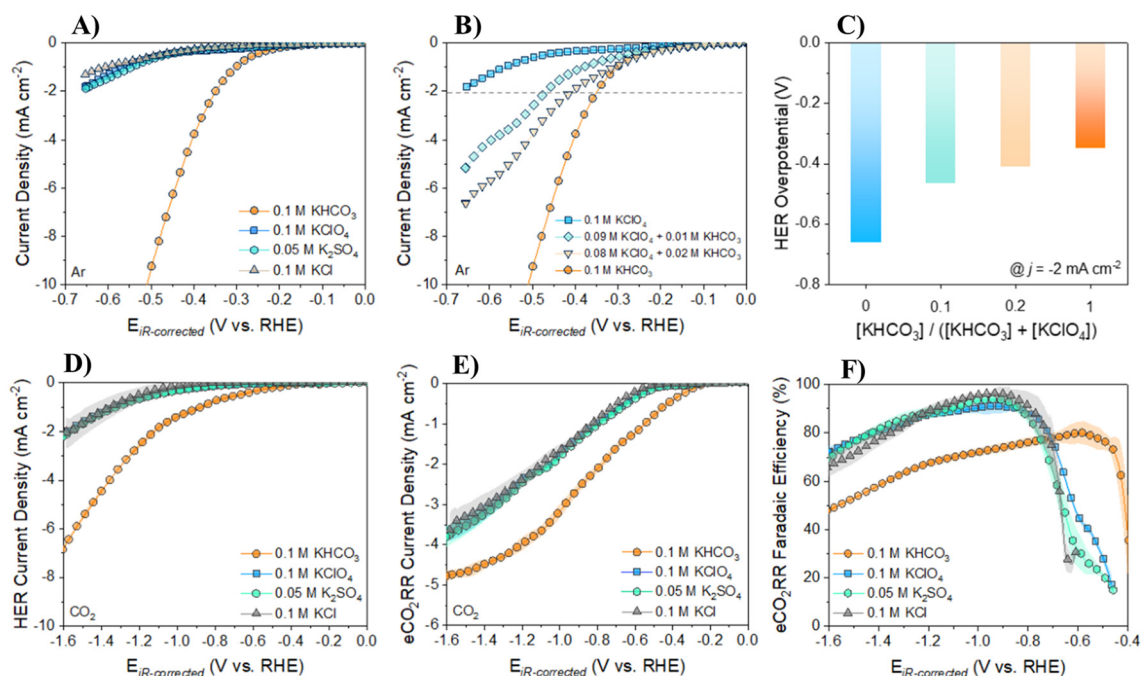 A)
Current Density (mA cm⁻²)
0
-2
-4
-6
-8
-10
0.1 M KHCO₃
0.1 M KClO₄
0.05 M K₂SO₄
0.1 M KCl
Ar
-0.7 -0.6 -0.5 -0.4 -0.3 -0.2 -0.1 0.0
E_iR-corrected (V vs. RHE)
B)
Current Density (mA cm⁻²)
0
-2
-4
-6
-8
-10
0.1 M KClO₄
0.09 M KClO₄ + 0.01 M KHCO₃
0.08 M KClO₄ + 0.02 M KHCO₃
0.1 M KHCO₃
Ar
-0.7 -0.6 -0.5 -0.4 -0.3 -0.2 -0.1 0.0
E_iR-corrected (V vs. RHE)
C)
HER Overpotential (V)
0.0
-0.2
-0.4
-0.6
-0.8
@ j = -2 mA cm⁻²
0 0.1 0.2 1
[KHCO₃] / ([KHCO₃] + [KClO₄])
D)
HER Current Density (mA cm⁻²)
0
-2
-4
-6
-8
-10
0.1 M KHCO₃
0.1 M KClO₄
0.05 M K₂SO₄
0.1 M KCl
CO₂
-1.6 -1.4 -1.2 -1.0 -0.8 -0.6 -0.4 -0.2 0.0
E_iR-corrected (V vs. RHE)
E)
eCO₂RR Current Density (mA cm⁻²)
0
-1
-2
-3
-4
-5
-6
0.1 M KHCO₃
0.1 M KClO₄
0.05 M K₂SO₄
0.1 M KCl
CO₂
-1.6 -1.4 -1.2 -1.0 -0.8 -0.6 -0.4 -0.2 0.0
E_iR-corrected (V vs. RHE)
F)
eCO₂RR Faradaic Efficiency (%)
100
80
60
40
20
0
0.1 M KHCO₃
0.1 M KClO₄
0.05 M K₂SO₄
0.1 M KCl
-1.6 -1.4 -1.2 -1.0 -0.8 -0.6 -0.4
E_iR-corrected (V vs. RHE)